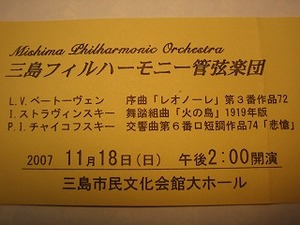 Mishima Philharmonic Orchestra
三島フィルハーモニー管弦楽団
L.V.ベートーヴェン 序曲「レオノーレ」第3番作品72
I.ストラヴィンスキー 舞踏組曲「火の鳥」1919年版
P.I.チャイコフスキー 交響曲第6番ロ短調作品74「悲愴」
2007 11月18日(日) 午後2:00開演
三島市民文化会館大ホール